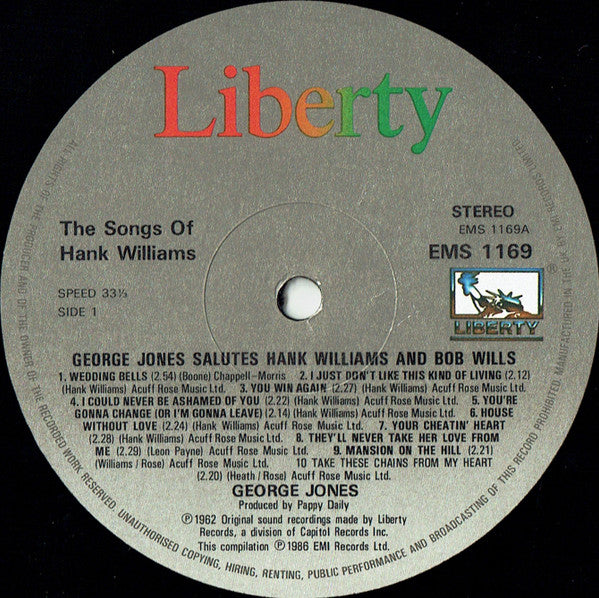 Liberty
The Songs Of
Hank Williams
SPEED 33⅓
SIDE 1
STEREO
EMS 1169A
EMS 1169
®
LIBERTY
GEORGE JONES SALUTES HANK WILLIAMS AND BOB WILLS
1. WEDDING BELLS (2.54) (Boone) Chappell-Morris 2. I JUST DON'T LIKE THIS KIND OF LIVING (2.12)
(Hank Williams) Acuff Rose Music Ltd. 3. YOU WIN AGAIN (2.27) (Hank Williams) Acuff Rose Music Ltd.
4. I COULD NEVER BE ASHAMED OF YOU (2.22) (Hank Williams) Acuff Rose Music Ltd. 5. YOU'RE
GONNA CHANGE (OR I'M GONNA LEAVE) (2.14) (Hank Williams) Acuff Rose Music Ltd. 6. HOUSE
WITHOUT LOVE (2.24) (Hank Williams) Acuff Rose Music Ltd. 7. YOUR CHEATIN' HEART
(2.28) (Hank Williams) Acuff Rose Music Ltd. 8. THEY'LL NEVER TAKE HER LOVE FROM
ME (2.29) (Leon Payne) Acuff Rose Music Ltd. 9. MANSION ON THE HILL (2.21)
(Williams / Rose) Acuff Rose Music Ltd. 10 TAKE THESE CHAINS FROM MY HEART
(2.20) (Heath / Rose) Acuff Rose Music Ltd.
GEORGE JONES
Produced by Pappy Daily
℗1962 Original sound recordings made by Liberty
Records, a division of Capitol Records Inc.
This compilation ℗1986 EMI Records Ltd.
ALL RIGHTS OF THE PRODUCER AND OF THE OWNER OF THE RECORDED WORK RESERVED. UNAUTHORISED COPYING, HIRING, RENTING, PUBLIC PERFORMANCE AND BROADCASTING OF THIS RECORD PROHIBITED. MANUFACTURED IN THE UK BY EMI RECORDS LIMITED.